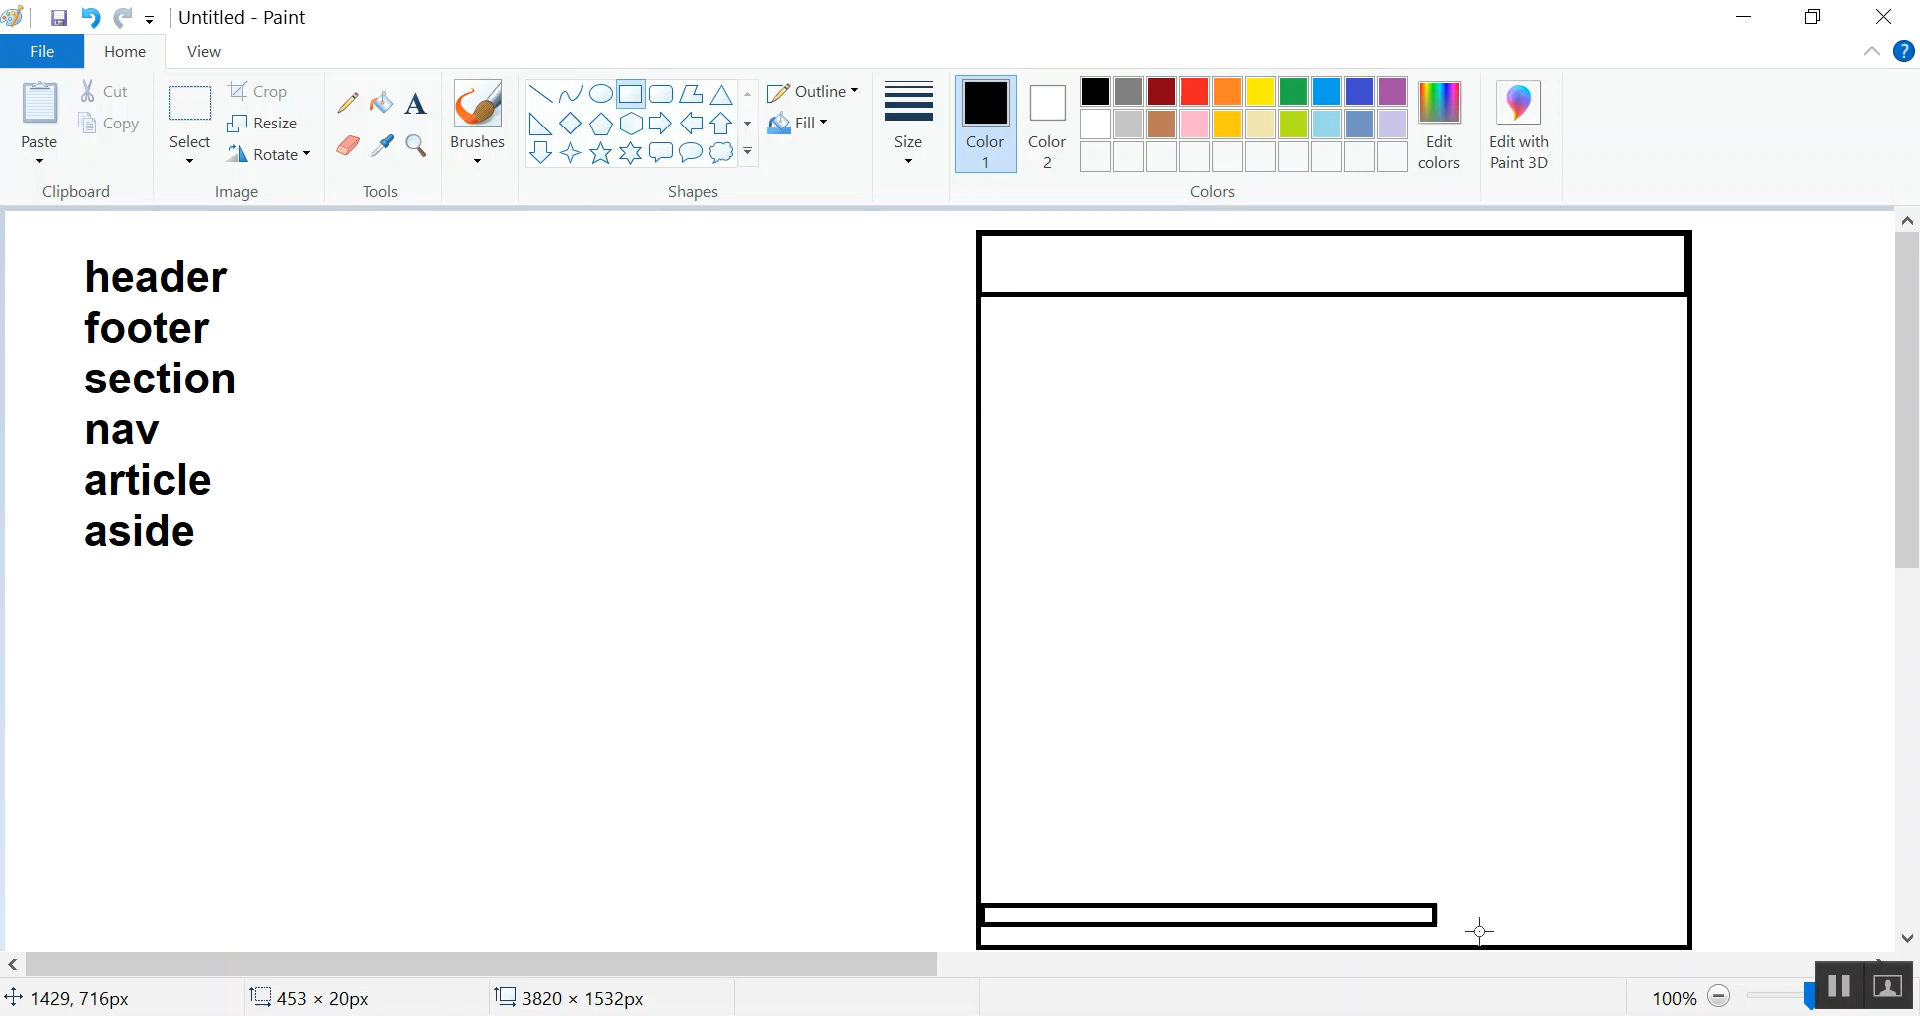 Untitled - Paint
File Home View
Paste
Cut
Copy
Clipboard
Select
Crop
Resize
Rotate
Image
Tools
Brushes
Shapes
Outline
Fill
Size
Color 1
Color 2
Colors
Edit colors
Edit with Paint 3D
header
footer
section
nav
article
aside
1429, 716px 453 × 20px 3820 × 1532px 100%